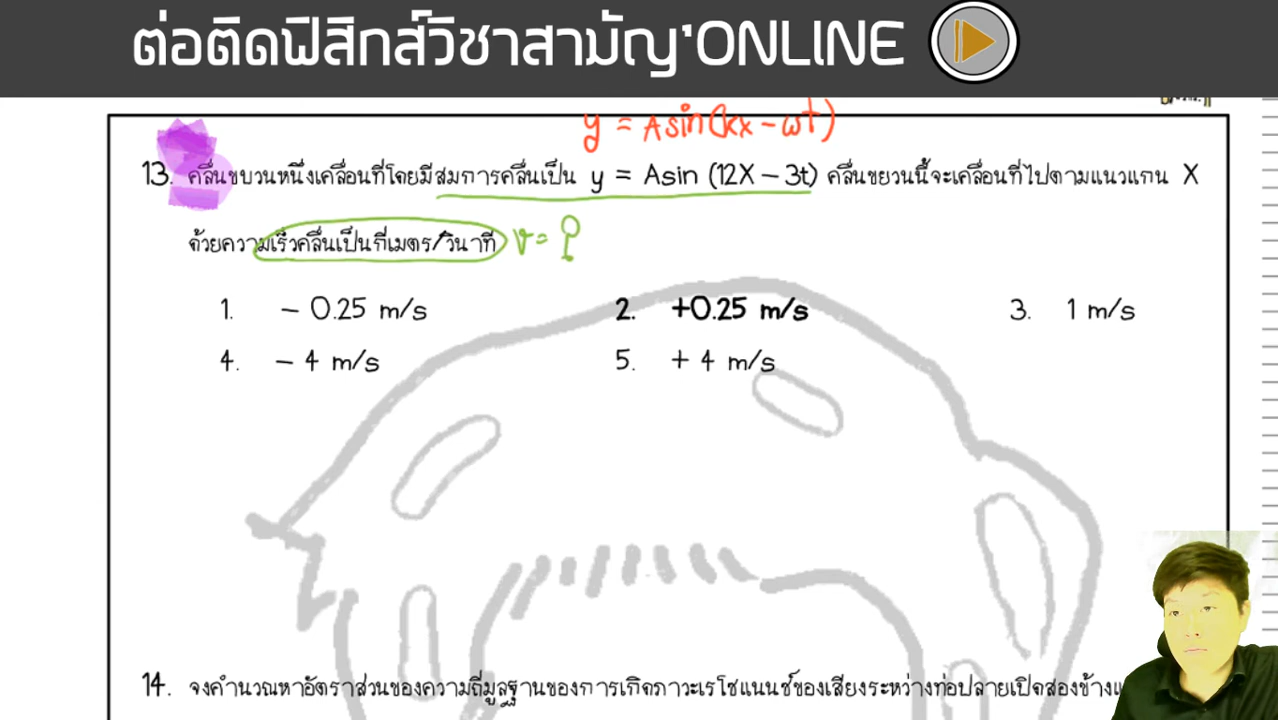 ต่อติดฟิสิกส์วิชาสามัญ'ONLINE
y = Asin(kx - ωt)
13. คลื่นขบวนหนึ่งเคลื่อนที่โดยมีสมการคลื่นเป็น y = Asin (12X – 3t) คลื่นขยวนนี้จะเคลื่อนที่ไปตามแนวแกน X
ด้วยความเร็วคลื่นเป็นกี่เมตร/วินาที v = ?
1. – 0.25 m/s 2. +0.25 m/s 3. 1 m/s
4. – 4 m/s 5. + 4 m/s
14. จงคำนวณหาอัตราส่วนของความถี่มูลฐานของการเกิดภาวะเรโซแนนซ์ของเสียงระหว่างท่อปลายเปิดสองข้าง